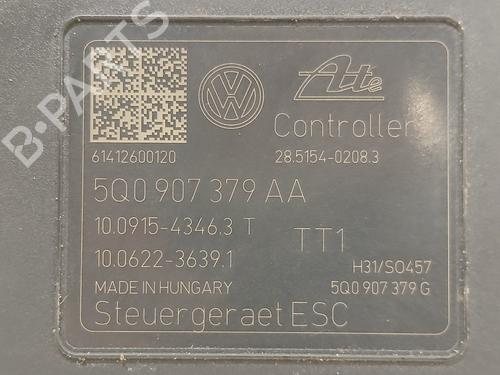 B-PARTS
Ate
Controller
61412600120
28.5154-0208.3
5Q0 907 379 AA
10.0915-4346.3 T
TT1
10.0622-3639.1
H31/SO457
MADE IN HUNGARY
5Q0 907 379 G
Steuergeraet ESC